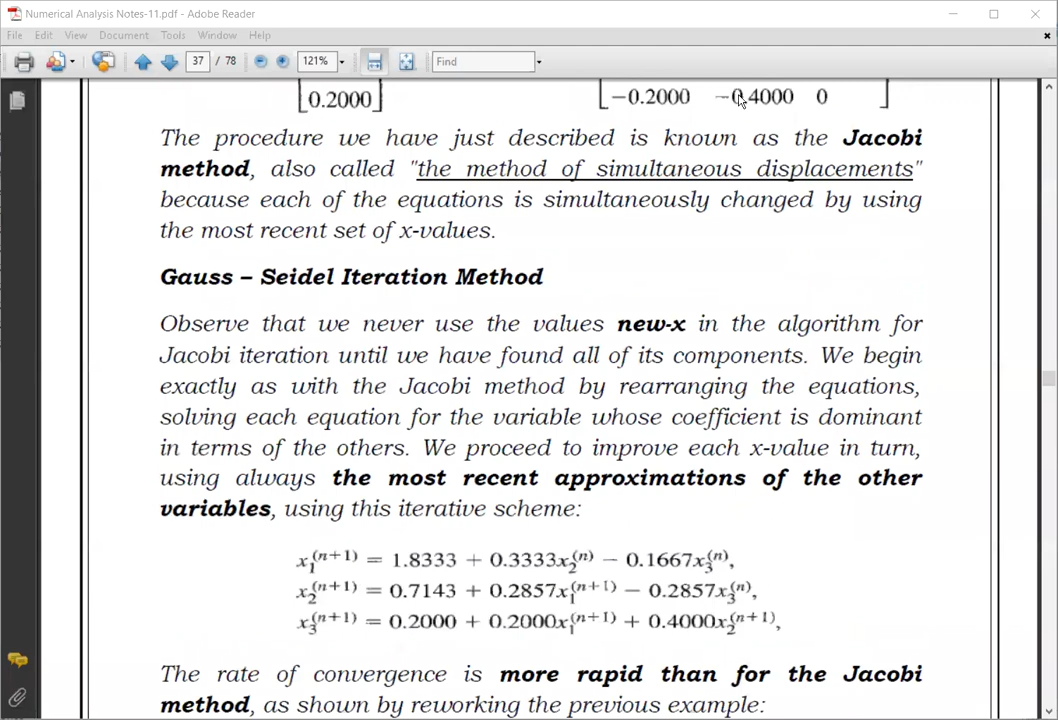 Numerical Analysis Notes-11.pdf - Adobe Reader
File Edit View Document Tools Window Help
37 / 78 121% Find
0.2000 −0.2000 −0.4000 0
The procedure we have just described is known as the Jacobi
method, also called "the method of simultaneous displacements"
because each of the equations is simultaneously changed by using
the most recent set of x-values.
Gauss – Seidel Iteration Method
Observe that we never use the values new-x in the algorithm for
Jacobi iteration until we have found all of its components. We begin
exactly as with the Jacobi method by rearranging the equations,
solving each equation for the variable whose coefficient is dominant
in terms of the others. We proceed to improve each x-value in turn,
using always the most recent approximations of the other
variables, using this iterative scheme:
x₁⁽ⁿ⁺¹⁾ = 1.8333 + 0.3333x₂⁽ⁿ⁾ − 0.1667x₃⁽ⁿ⁾,
x₂⁽ⁿ⁺¹⁾ = 0.7143 + 0.2857x₁⁽ⁿ⁺¹⁾ − 0.2857x₃⁽ⁿ⁾,
x₃⁽ⁿ⁺¹⁾ = 0.2000 + 0.2000x₁⁽ⁿ⁺¹⁾ + 0.4000x₂⁽ⁿ⁺¹⁾,
The rate of convergence is more rapid than for the Jacobi
method, as shown by reworking the previous example: